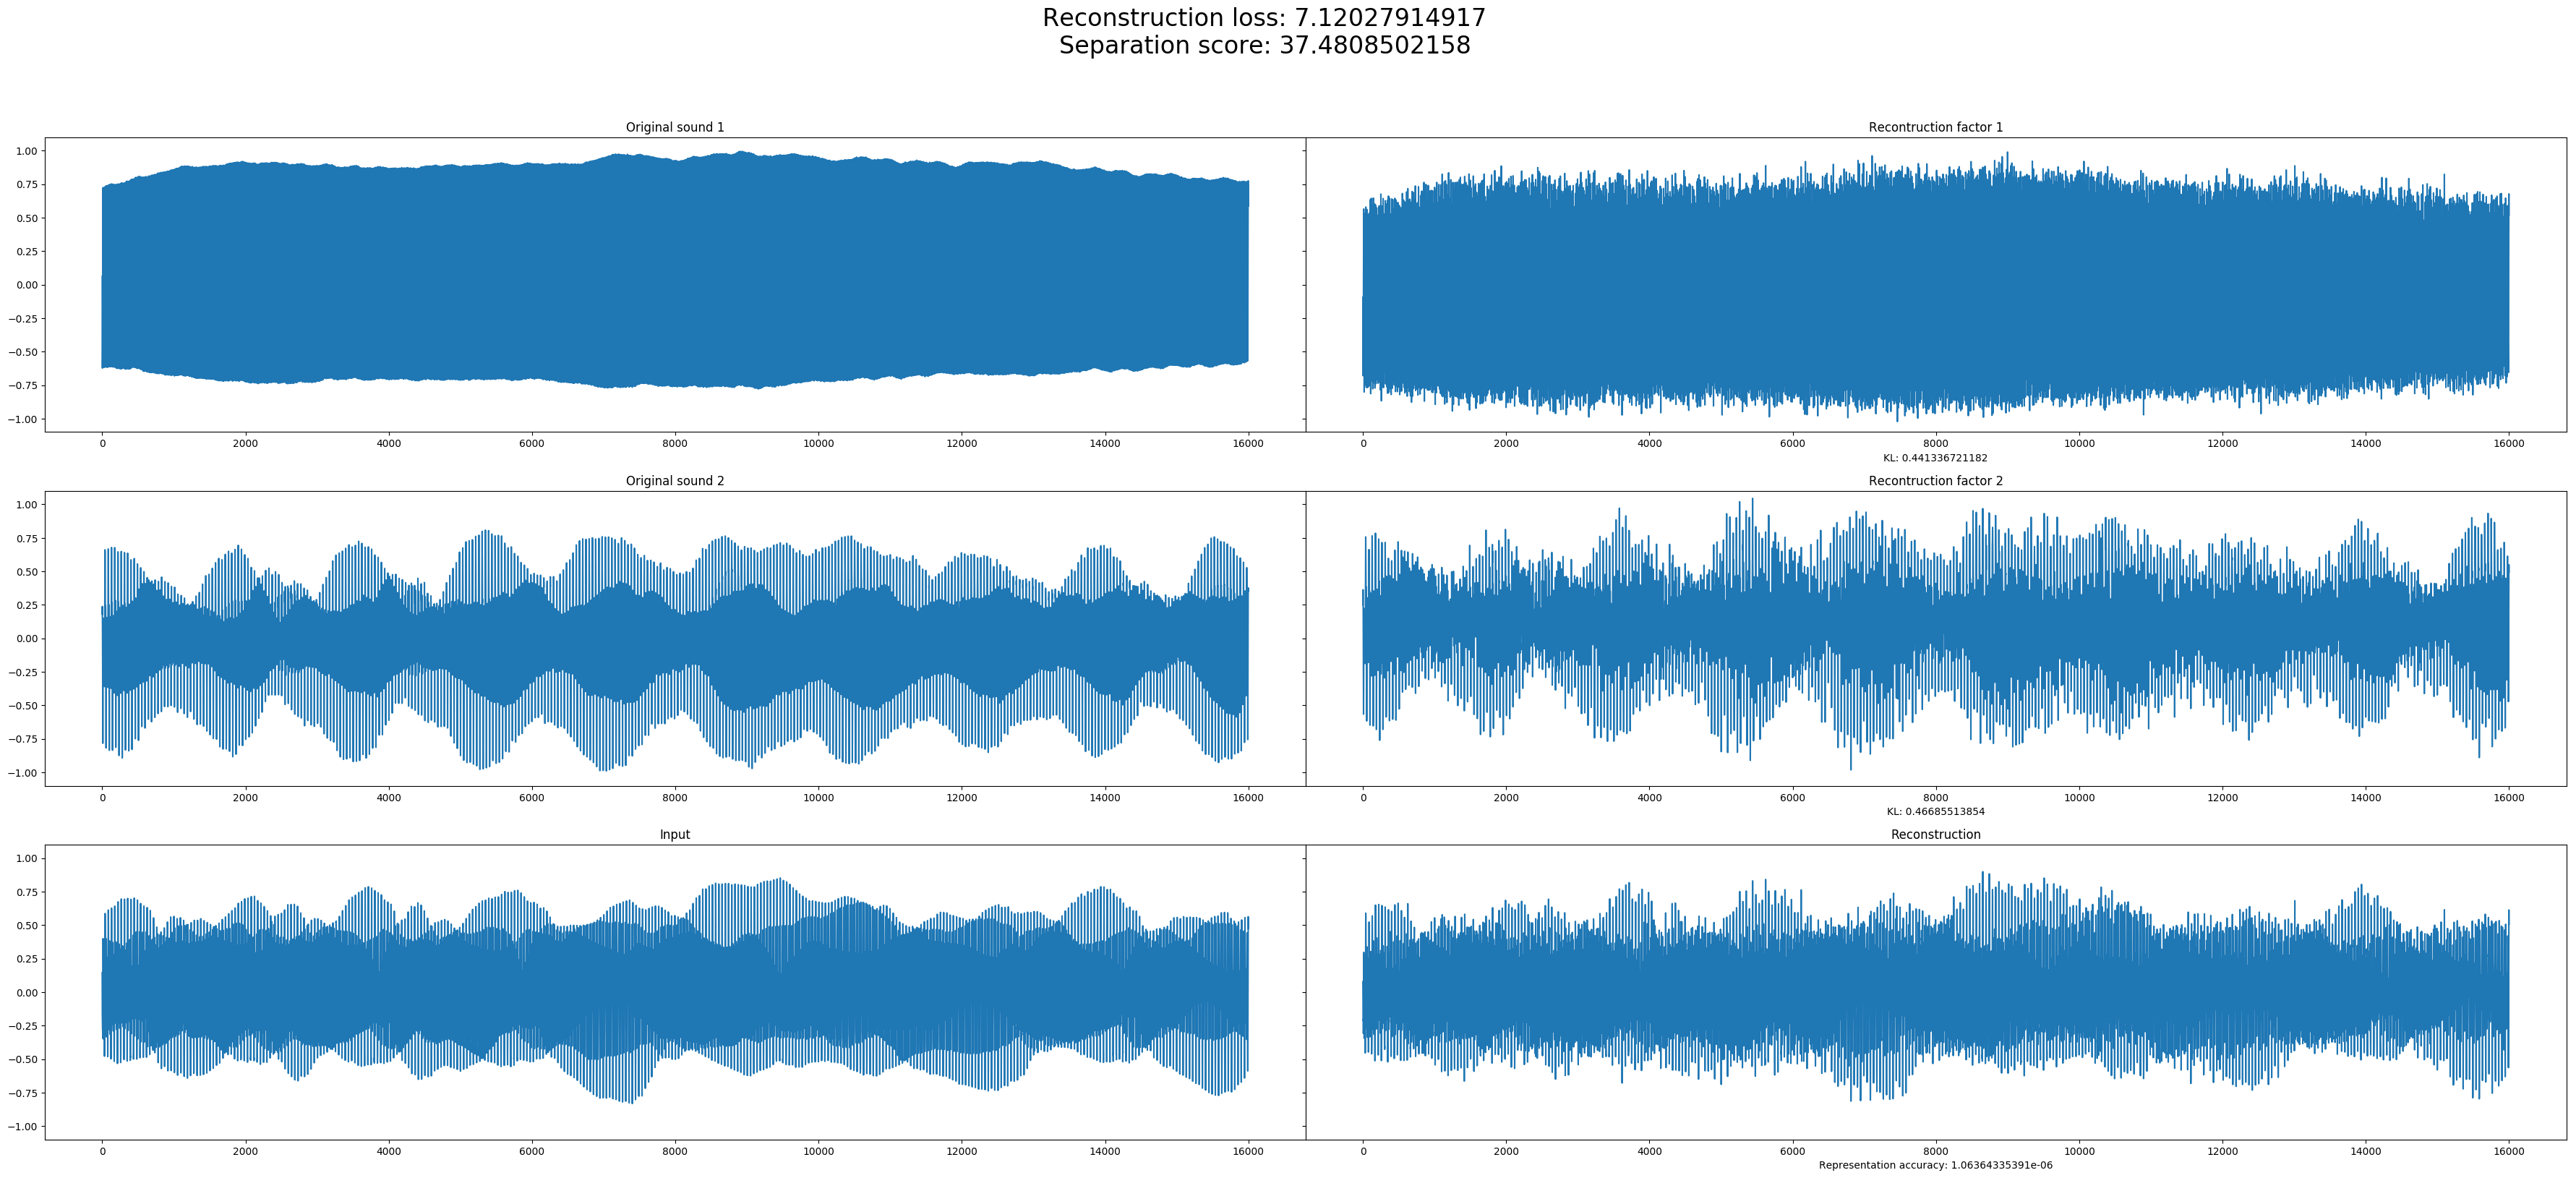 Reconstruction loss: 7.12027914917
Separation score: 37.4808502158
Original sound 1
Recontruction factor 1
1.00
0.75
0.50
0.25
0.00
−0.25
−0.50
−0.75
−1.00
0 2000 4000 6000 8000 10000 12000 14000 16000
0 2000 4000 6000 8000 10000 12000 14000 16000
KL: 0.441336721182
Original sound 2
Recontruction factor 2
1.00
0.75
0.50
0.25
0.00
−0.25
−0.50
−0.75
−1.00
0 2000 4000 6000 8000 10000 12000 14000 16000
0 2000 4000 6000 8000 10000 12000 14000 16000
KL: 0.46685513854
Input
Reconstruction
1.00
0.75
0.50
0.25
0.00
−0.25
−0.50
−0.75
−1.00
0 2000 4000 6000 8000 10000 12000 14000 16000
0 2000 4000 6000 8000 10000 12000 14000 16000
Representation accuracy: 1.06364335391e-06